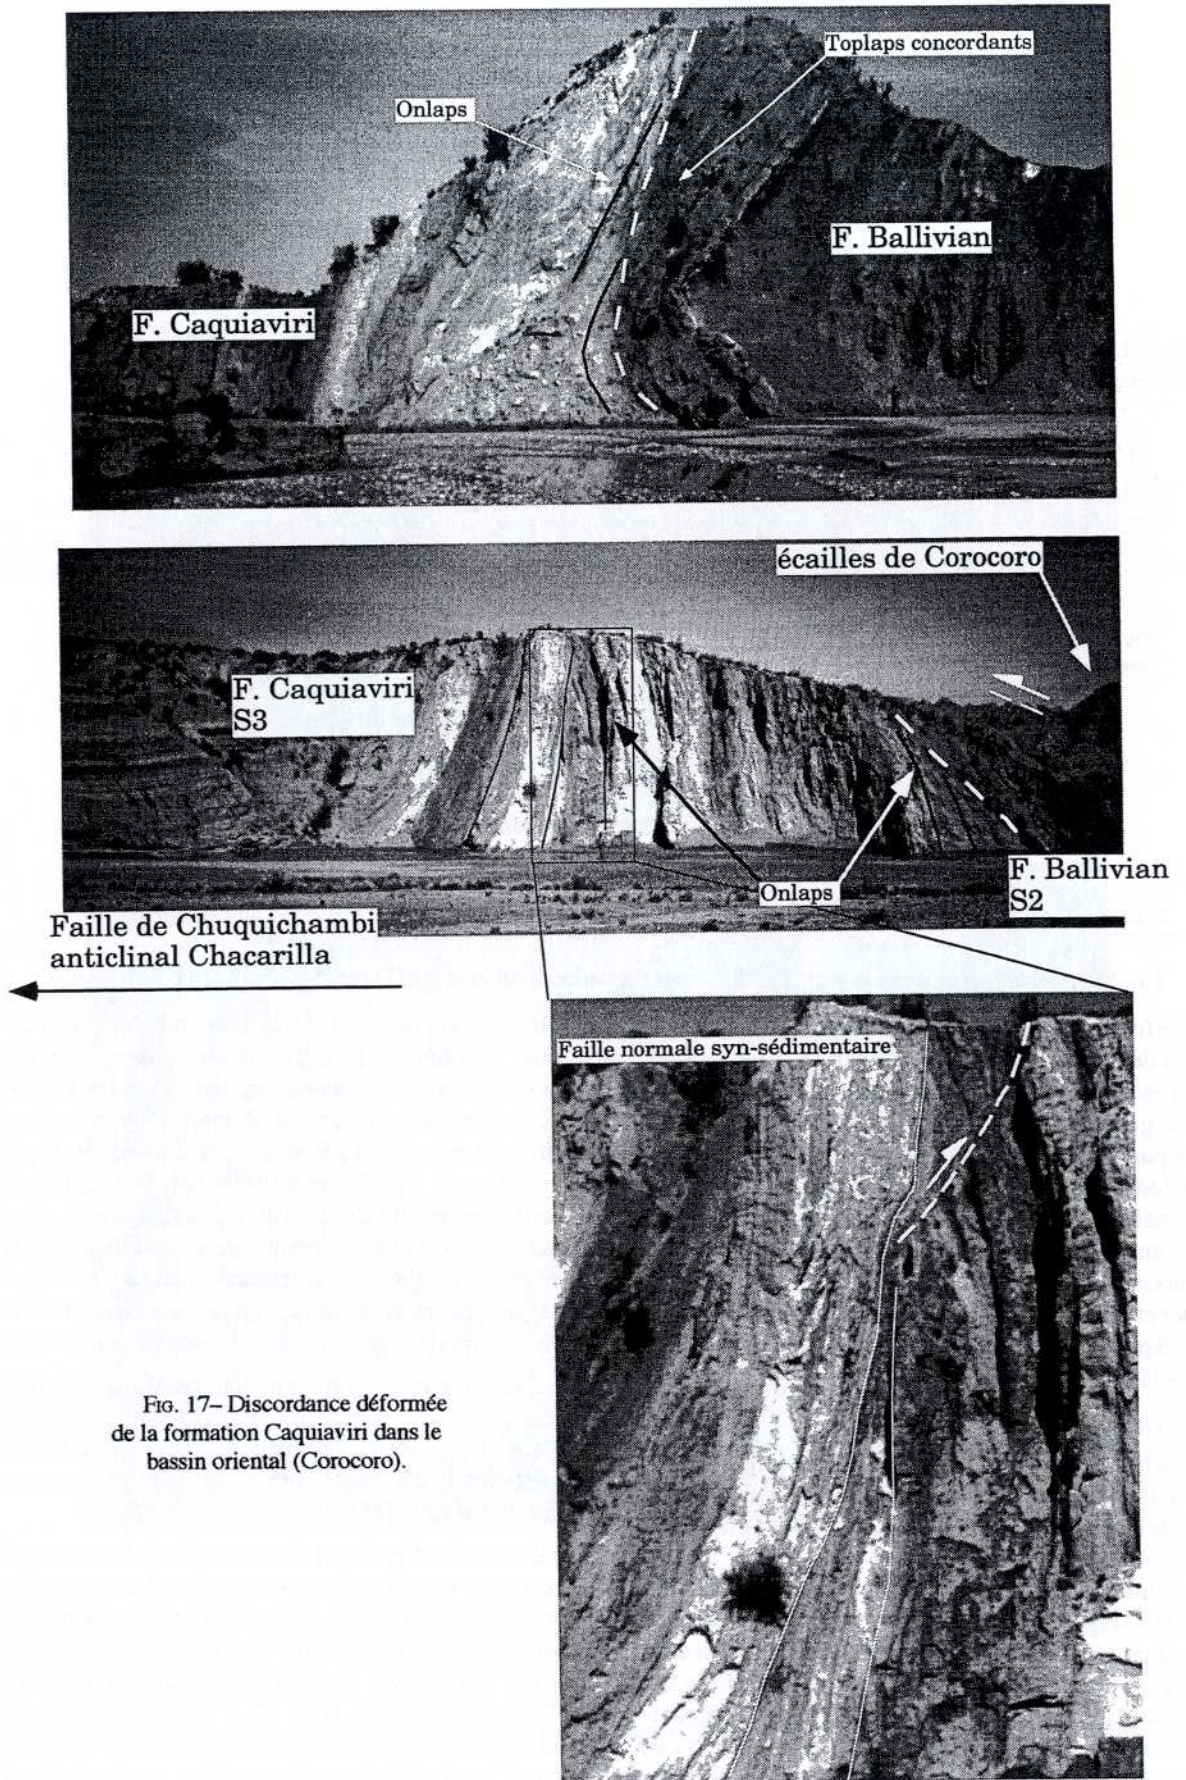 Toplaps concordants
Onlaps
F. Ballivian
F. Caquiaviri
écailles de Corocoro
F. Caquiaviri
S3
F. Ballivian
S2
Onlaps
Faille de Chuquichambi
anticlinal Chacarilla
Faille normale syn-sédimentaire
FIG. 17– Discordance déformée
de la formation Caquiaviri dans le
bassin oriental (Corocoro).